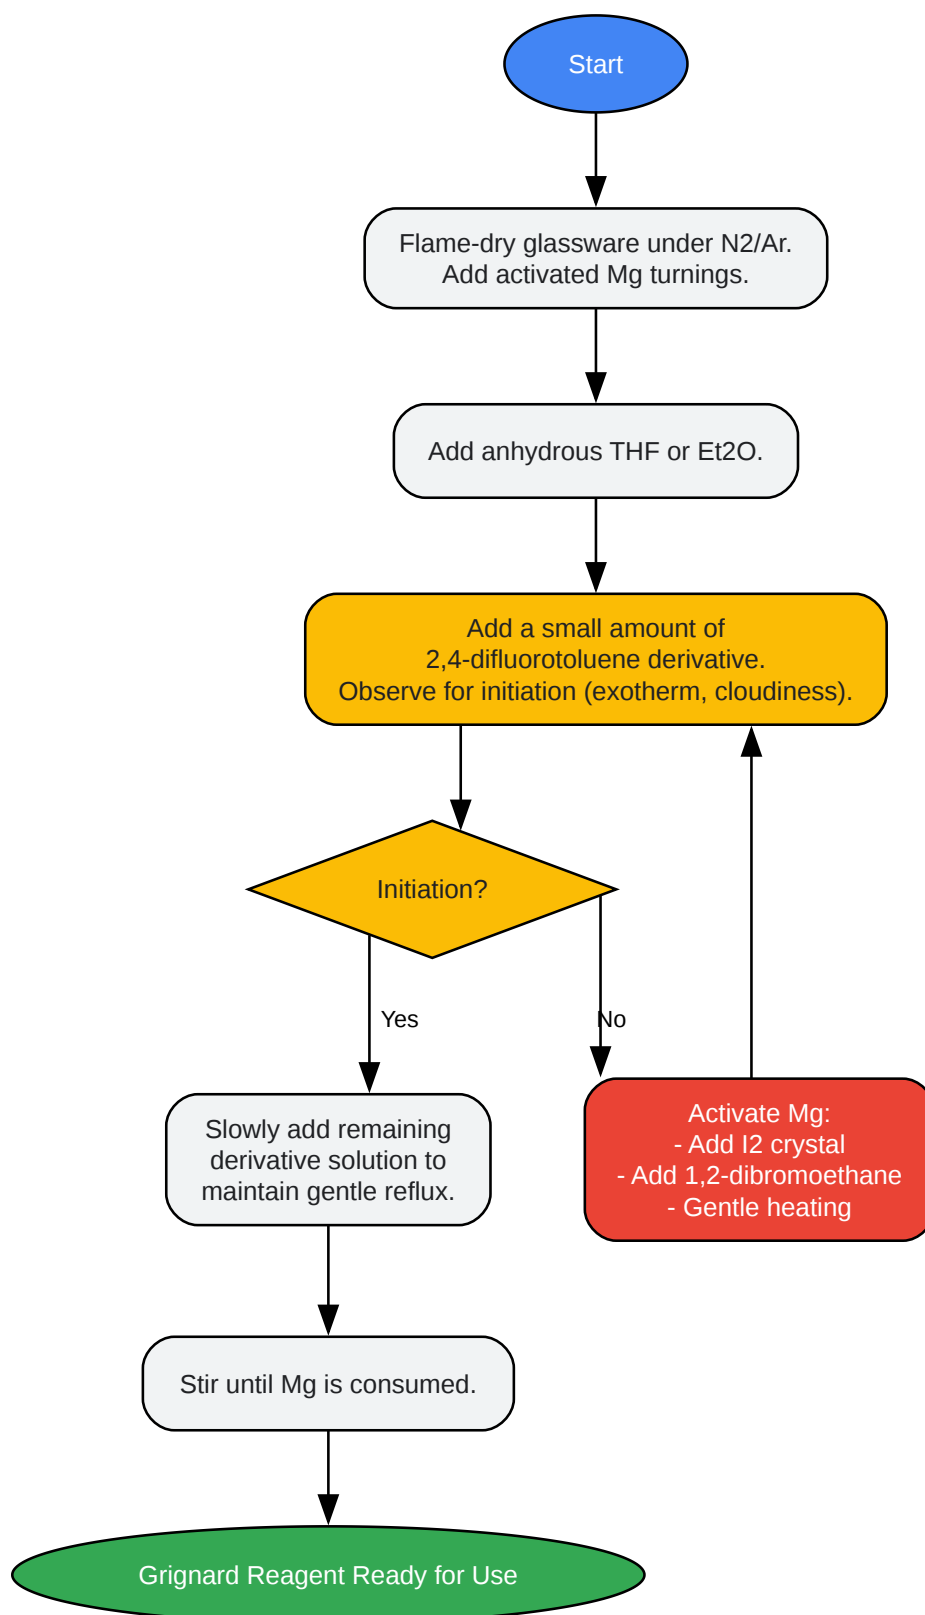 Start
Flame-dry glassware under N2/Ar.
Add activated Mg turnings.
Add anhydrous THF or Et2O.
Add a small amount of
2,4-difluorotoluene derivative.
Observe for initiation (exotherm, cloudiness).
Initiation?
Yes
No
Slowly add remaining
derivative solution to
maintain gentle reflux.
Activate Mg:
- Add I2 crystal
- Add 1,2-dibromoethane
- Gentle heating
Stir until Mg is consumed.
Grignard Reagent Ready for Use